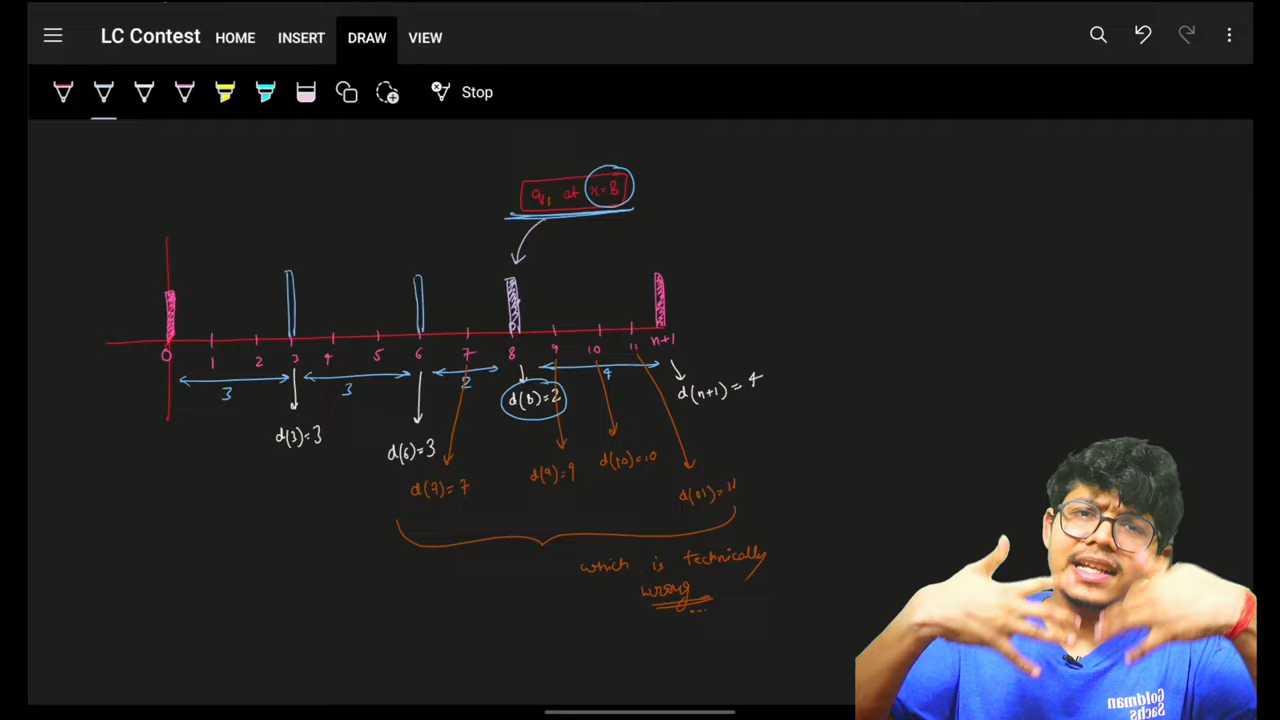 LC Contest HOME INSERT DRAW VIEW
Stop
q1 at x=8
0 1 2 3 4 5 6 7 8 9 10 11 n+1
3 3 2 4
d(3)=3
d(6)=3
d(8)=2
d(n+1)=4
d(7)=7
d(9)=9
d(10)=10
d(11)=11
which is technically
wrong...
Goldman
Sachs